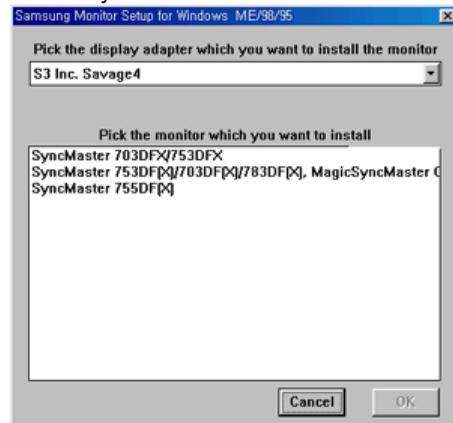 Samsung Monitor Setup for Windows ME/98/95
Pick the display adapter which you want to install the monitor
S3 Inc. Savage4
Pick the monitor which you want to install
SyncMaster 703DFX/753DFX
SyncMaster 753DF[X]/703DF[X]/783DF[X], MagicSyncMaster
SyncMaster 755DF[X]
Cancel OK